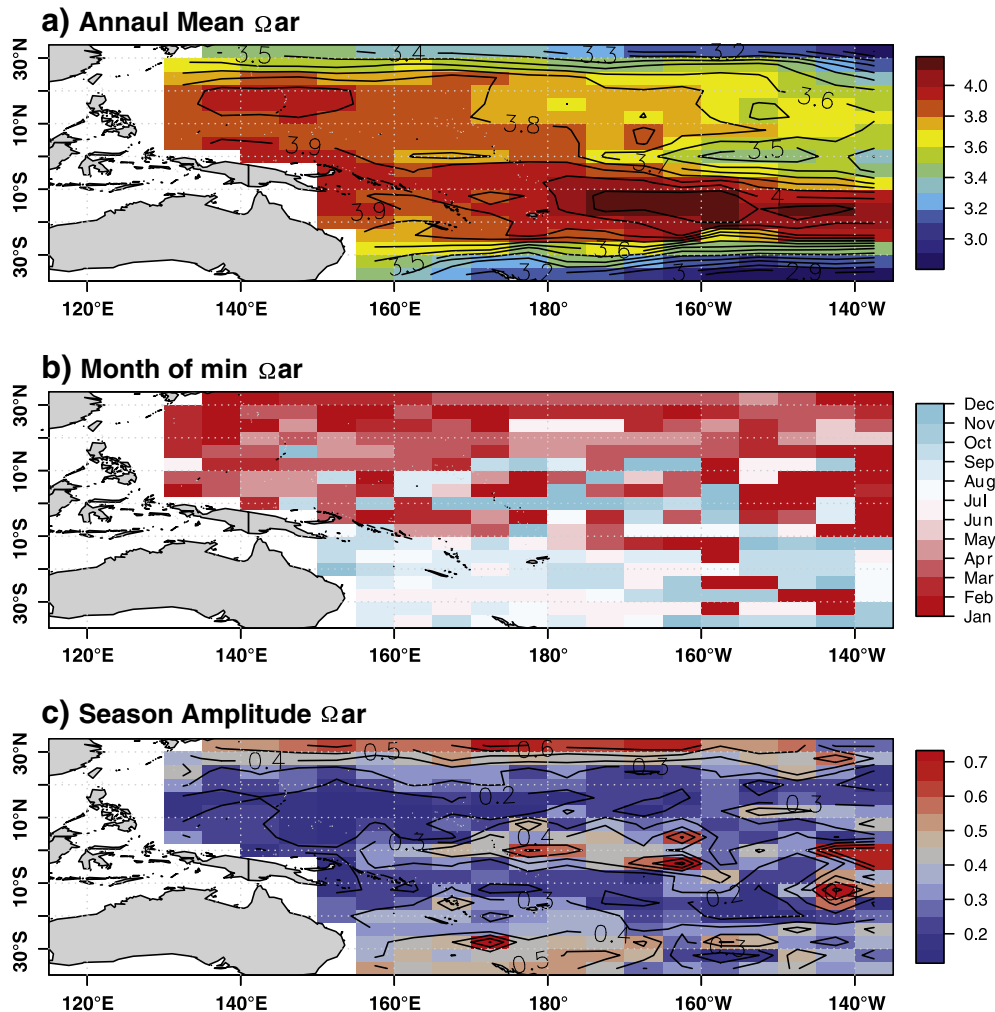 a) Annaul Mean Ωar
30°N
10°N
10°S
30°S
120°E 140°E 160°E 180° 160°W 140°W
3.5 3.4 3.3 3.2
3.6
3.8
3.9 3.7 3.5
3.9 4
3.5 3.2 3.6 3 2.9
4.0
3.8
3.6
3.4
3.2
3.0
b) Month of min Ωar
30°N
10°N
10°S
30°S
120°E 140°E 160°E 180° 160°W 140°W
Dec
Nov
Oct
Sep
Aug
Jul
Jun
May
Apr
Mar
Feb
Jan
c) Season Amplitude Ωar
30°N
10°N
10°S
30°S
120°E 140°E 160°E 180° 160°W 140°W
0.4 0.5 0.6 0.3
0.2 0.3
0.3 0.4
0.3 0.2
0.4 0.3
0.5
0.7
0.6
0.5
0.4
0.3
0.2